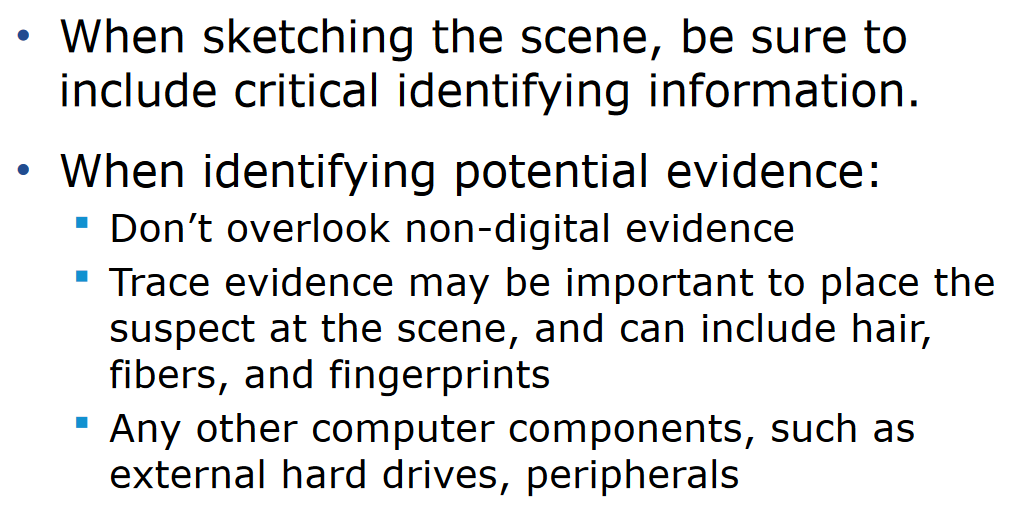 • When sketching the scene, be sure to
include critical identifying information.
• When identifying potential evidence:
▪ Don’t overlook non-digital evidence
▪ Trace evidence may be important to place the
suspect at the scene, and can include hair,
fibers, and fingerprints
▪ Any other computer components, such as
external hard drives, peripherals